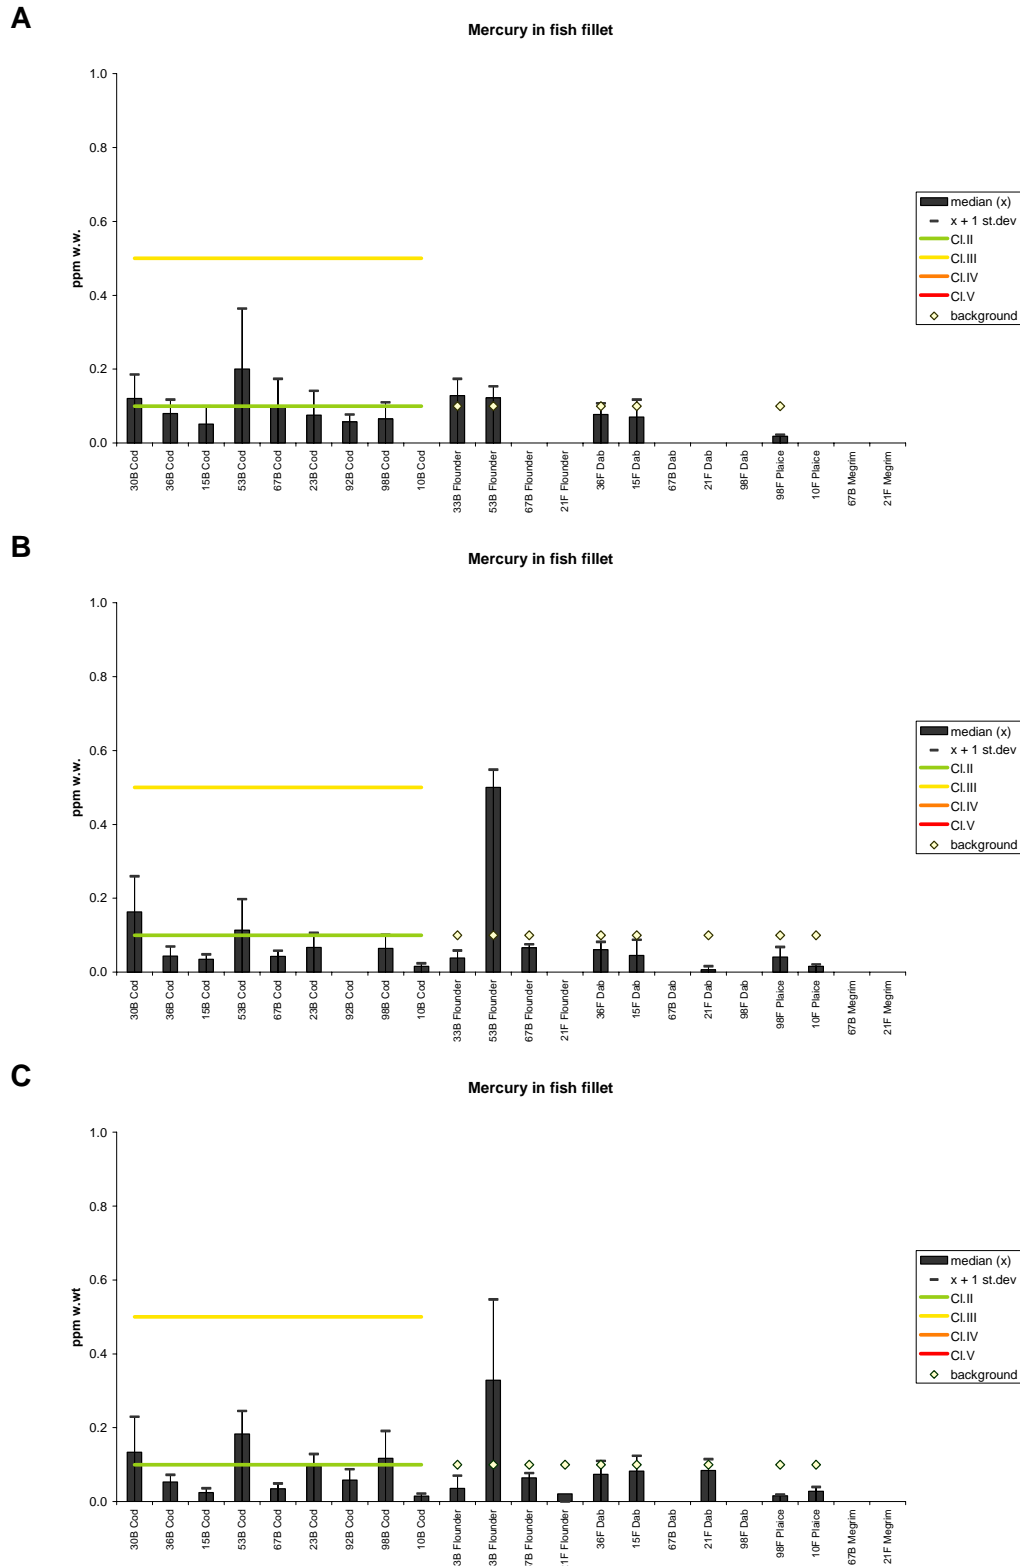 A
Mercury in fish fillet
ppm w.w.
1.0
0.8
0.6
0.4
0.2
0.0
30B Cod
36B Cod
15B Cod
53B Cod
67B Cod
23B Cod
92B Cod
98B Cod
10B Cod
33B Flounder
53B Flounder
67B Flounder
21F Flounder
36F Dab
15F Dab
67B Dab
21F Dab
98F Dab
98F Plaice
10F Plaice
67B Megrim
21F Megrim
median (x)
x + 1 st.dev
Cl.II
Cl.III
Cl.IV
Cl.V
background
B
Mercury in fish fillet
ppm w.w.
1.0
0.8
0.6
0.4
0.2
0.0
30B Cod
36B Cod
15B Cod
53B Cod
67B Cod
23B Cod
92B Cod
98B Cod
10B Cod
33B Flounder
53B Flounder
67B Flounder
21F Flounder
36F Dab
15F Dab
67B Dab
21F Dab
98F Dab
98F Plaice
10F Plaice
67B Megrim
21F Megrim
median (x)
x + 1 st.dev
Cl.II
Cl.III
Cl.IV
Cl.V
background
C
Mercury in fish fillet
ppm w.wt
1.0
0.8
0.6
0.4
0.2
0.0
30B Cod
36B Cod
15B Cod
53B Cod
67B Cod
23B Cod
92B Cod
98B Cod
10B Cod
3B Flounder
3B Flounder
7B Flounder
1F Flounder
36F Dab
15F Dab
67B Dab
21F Dab
98F Dab
98F Plaice
10F Plaice
67B Megrim
21F Megrim
median (x)
x + 1 st.dev
Cl.II
Cl.III
Cl.IV
Cl.V
background